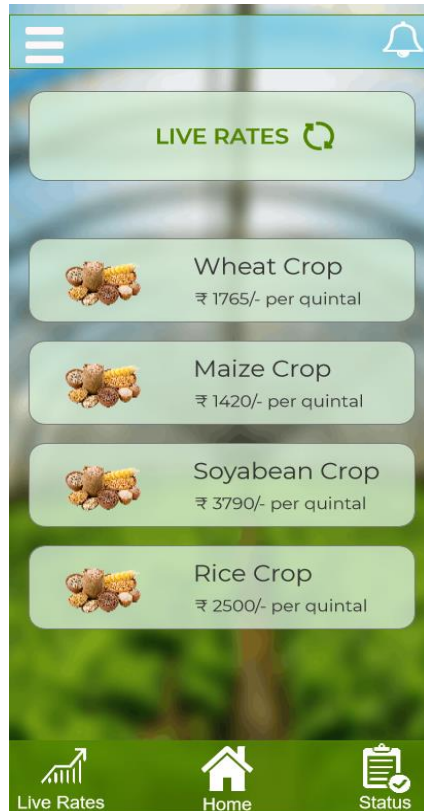 LIVE RATES
Wheat Crop
₹ 1765/- per quintal
Maize Crop
₹ 1420/- per quintal
Soyabean Crop
₹ 3790/- per quintal
Rice Crop
₹ 2500/- per quintal
Live Rates
Home
Status